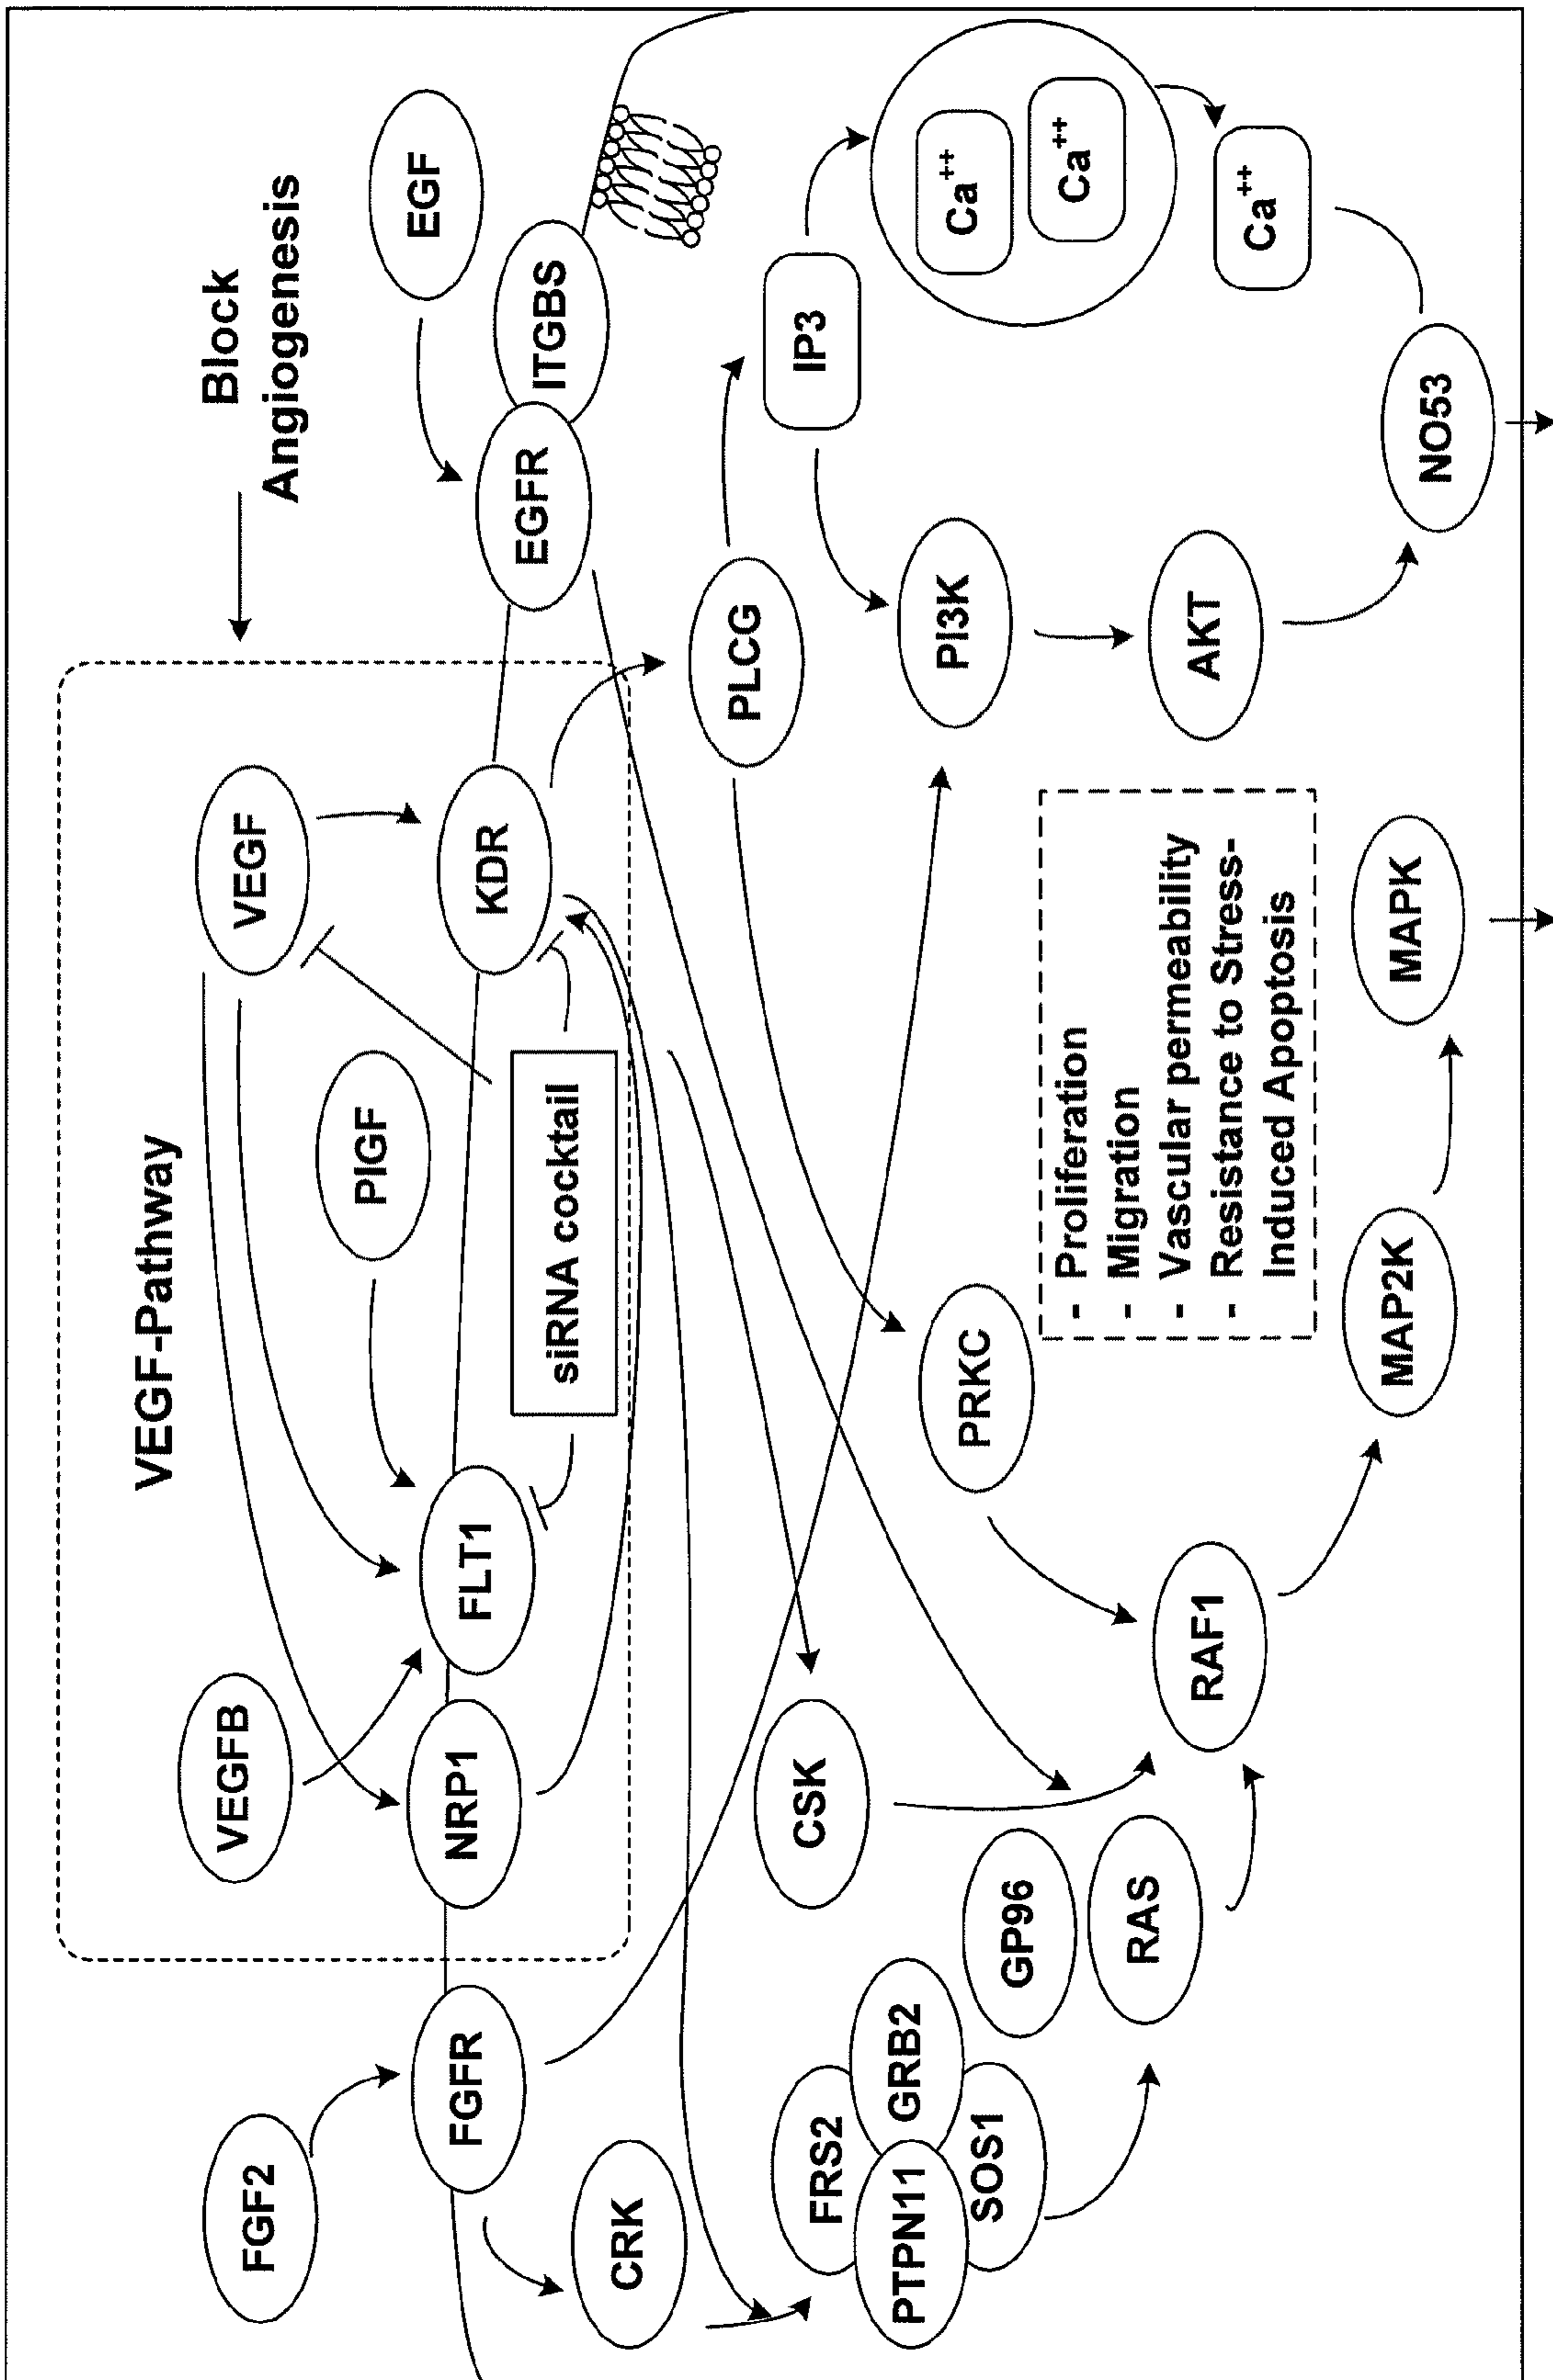 VEGF-Pathway
Block
Angiogenesis
FGF2
VEGFB
VEGF
PIGF
EGF
FGFR
NRP1
FLT1
KDR
EGFR
ITGBS
siRNA cocktail
CRK
CSK
PLCG
IP3
FRS2
GRB2
PTPN11
SOS1
GP96
RAS
PRKC
PI3K
Ca++
Ca++
Ca++
- Proliferation
- Migration
- Vascular permeability
- Resistance to Stress-
Induced Apoptosis
RAF1
AKT
MAP2K
MAPK
NO53